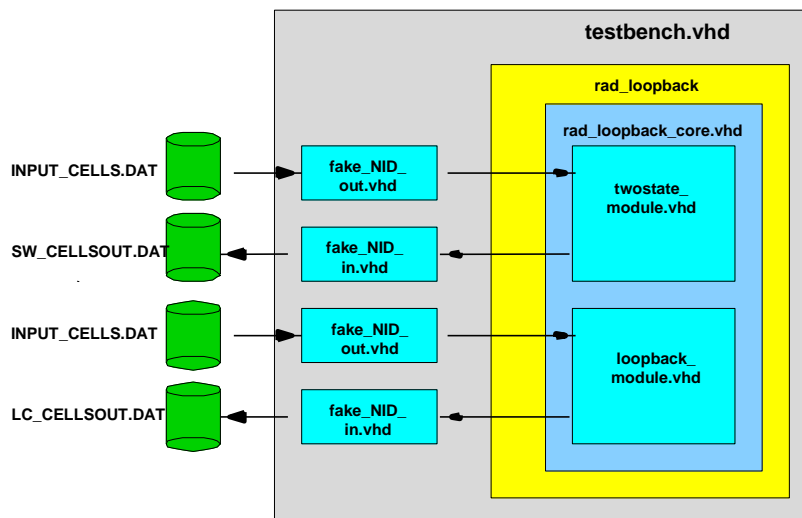 testbench.vhd
rad_loopback
rad_loopback_core.vhd
INPUT_CELLS.DAT
fake_NID_
out.vhd
twostate_
module.vhd
SW_CELLSOUT.DAT
fake_NID_
in.vhd
INPUT_CELLS.DAT
fake_NID_
out.vhd
loopback_
module.vhd
LC_CELLSOUT.DAT
fake_NID_
in.vhd